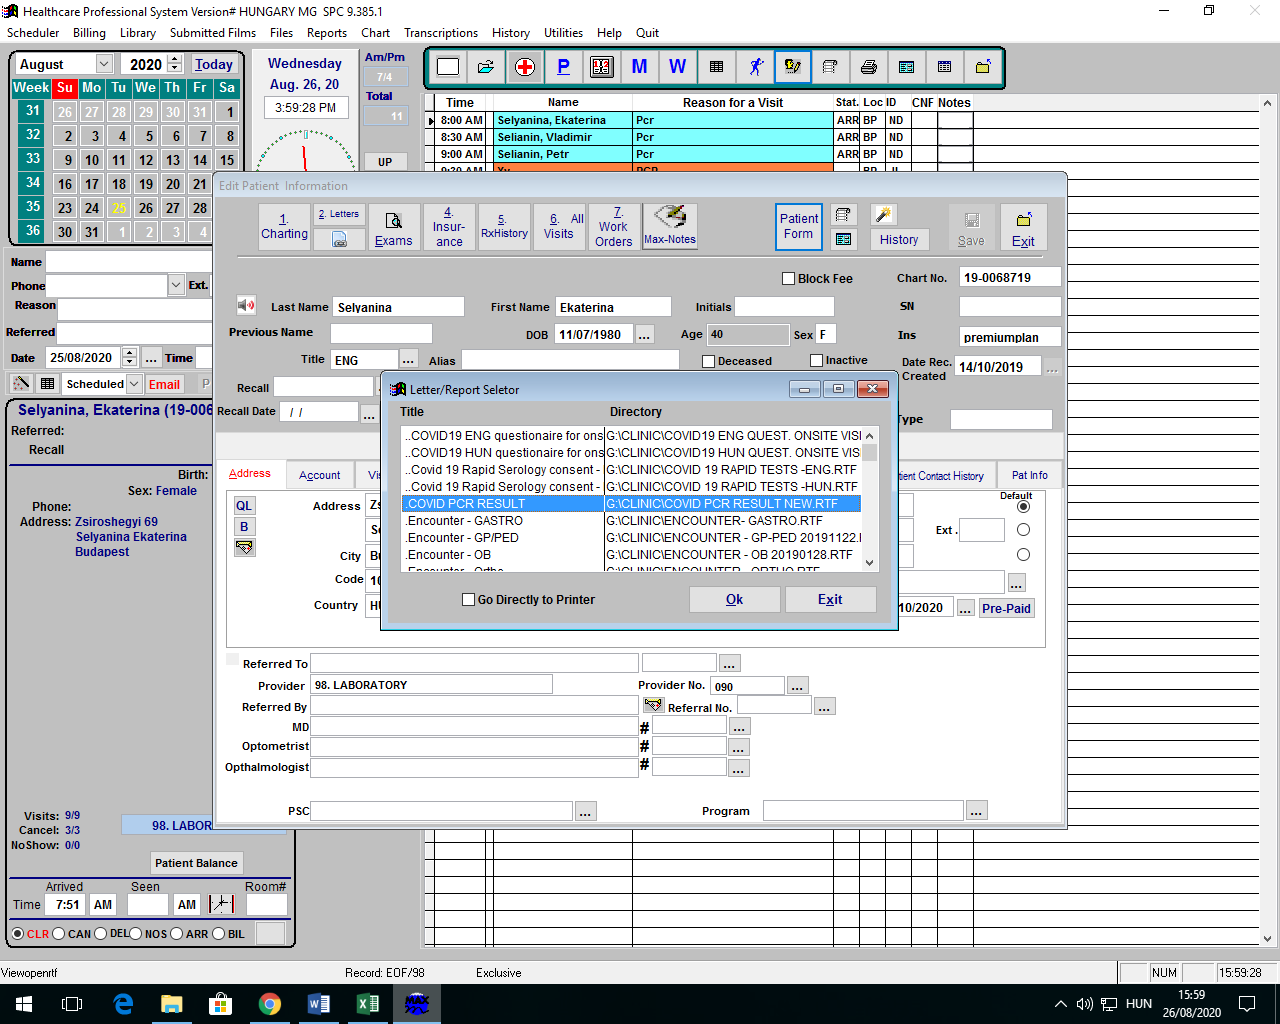 Healthcare Professional System Version# HUNGARY MG  SPC 9.385.1
Scheduler Billing Library Submitted Films Files Reports Chart Transcriptions History Utilities Help Quit
August 2020 Today
Week Su Mo Tu We Th Fr Sa
31 26 27 28 29 30 31 1
32 2 3 4 5 6 7 8
33 9 10 11 12 13 14 15
34 16 17 18 19 20 21
35 23 24 25 26 27 28
36 30 31 1 2 3 4
Wednesday
Aug. 26, 20
3:59:28 PM
Am/Pm
7/4
Total
11
UP
P M W
Time Name Reason for a Visit Stat. Loc ID CNF Notes
8:00 AM Selyanina, Ekaterina Pcr ARR BP ND
8:30 AM Selianin, Vladimir Pcr ARR BP ND
9:00 AM Selianin, Petr Pcr ARR BP ND
Name
Phone Ext.
Reason
Referred
Date 25/08/2020 ... Time
Scheduled Email P
Selyanina, Ekaterina (19-006
Referred:
Recall
Birth:
Sex: Female
Phone:
Address: Zsiroshegyi 69
Selyanina Ekaterina
Budapest
Visits: 9/9
Cancel: 3/3
NoShow: 0/0
98. LABOR
Patient Balance
Arrived Seen Room#
Time 7:51 AM AM
CLR CAN DEL NOS ARR BIL
Edit Patient  Information
1. Charting
2. Letters
Exams
4. Insur-ance
5. RxHistory
6. All Visits
7. Work Orders
Max-Notes
Patient Form
History
Save
Exit
Block Fee Chart No. 19-0068719
Last Name Selyanina First Name Ekaterina Initials SN
Previous Name DOB 11/07/1980 ... Age 40 Sex F Ins premiumplan
Title ENG ... Alias Deceased Inactive Date Rec. Created 14/10/2019 ...
Recall
Recall Date / / ... Type
Address Account Vi tient Contact History Pat Info
Default
QL Address Zs
B Se Ext .
City Bu
Code 10 ...
Country HU 10/2020 ... Pre-Paid
Letter/Report Seletor
Title Directory
..COVID19 ENG questionaire for ons G:\CLINIC\COVID19 ENG QUEST. ONSITE VISI
..COVID19 HUN questionaire for ons G:\CLINIC\COVID19 HUN QUEST. ONSITE VISI
..Covid 19 Rapid Serology consent - G:\CLINIC\COVID 19 RAPID TESTS -ENG.RTF
..Covid 19 Rapid Serology consent - G:\CLINIC\COVID 19 RAPID TESTS -HUN.RTF
.COVID PCR RESULT G:\CLINIC\COVID PCR RESULT NEW.RTF
.Encounter - GASTRO G:\CLINIC\ENCOUNTER- GASTRO.RTF
.Encounter - GP/PED G:\CLINIC\ENCOUNTER - GP-PED 20191122.I
.Encounter - OB G:\CLINIC\ENCOUNTER - OB 20190128.RTF
.Encounter - Ortho G:\CLINIC\ENCOUNTER - ORTHO.RTF
Go Directly to Printer Ok Exit
Referred To ...
Provider 98. LABORATORY Provider No. 090 ...
Referred By Referral No. ...
MD # ...
Optometrist # ...
Opthalmologist # ...
PSC ... Program ...
Viewopenrtf Record: EOF/98 Exclusive NUM 15:59:28
MAX
HUN 15:59
26/08/2020